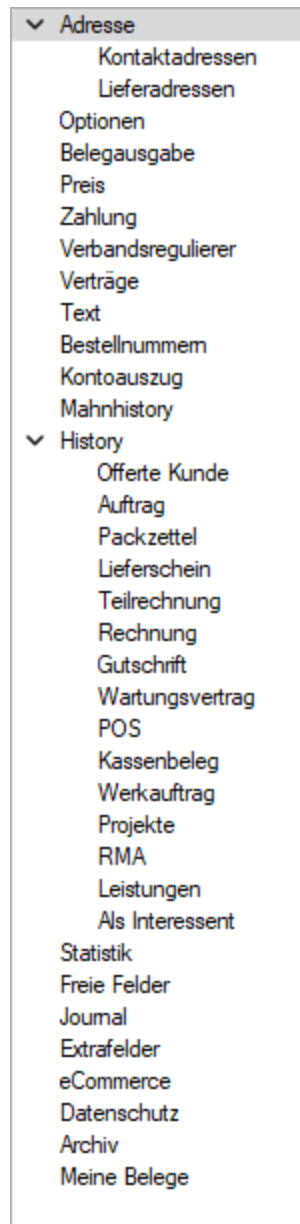 Adresse
Kontaktadressen
Lieferadressen
Optionen
Belegausgabe
Preis
Zahlung
Verbandsregulierer
Verträge
Text
Bestellnummern
Kontoauszug
Mahnhistory
History
Offerte Kunde
Auftrag
Packzettel
Lieferschein
Teilrechnung
Rechnung
Gutschrift
Wartungsvertrag
POS
Kassenbeleg
Werkauftrag
Projekte
RMA
Leistungen
Als Interessent
Statistik
Freie Felder
Journal
Extrafelder
eCommerce
Datenschutz
Archiv
Meine Belege